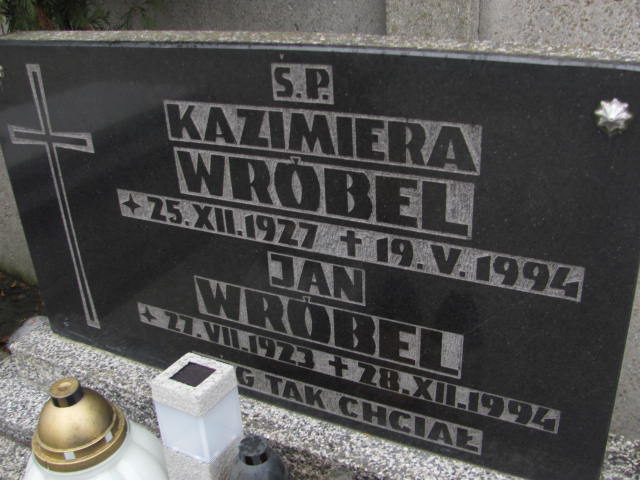 Ś.P.
KAZIMIERA
WRÓBEL
25.XII.1927 19.V.1994
JAN
WRÓBEL
27.VII.1923 28.XII.1994
TAK CHCIAŁ